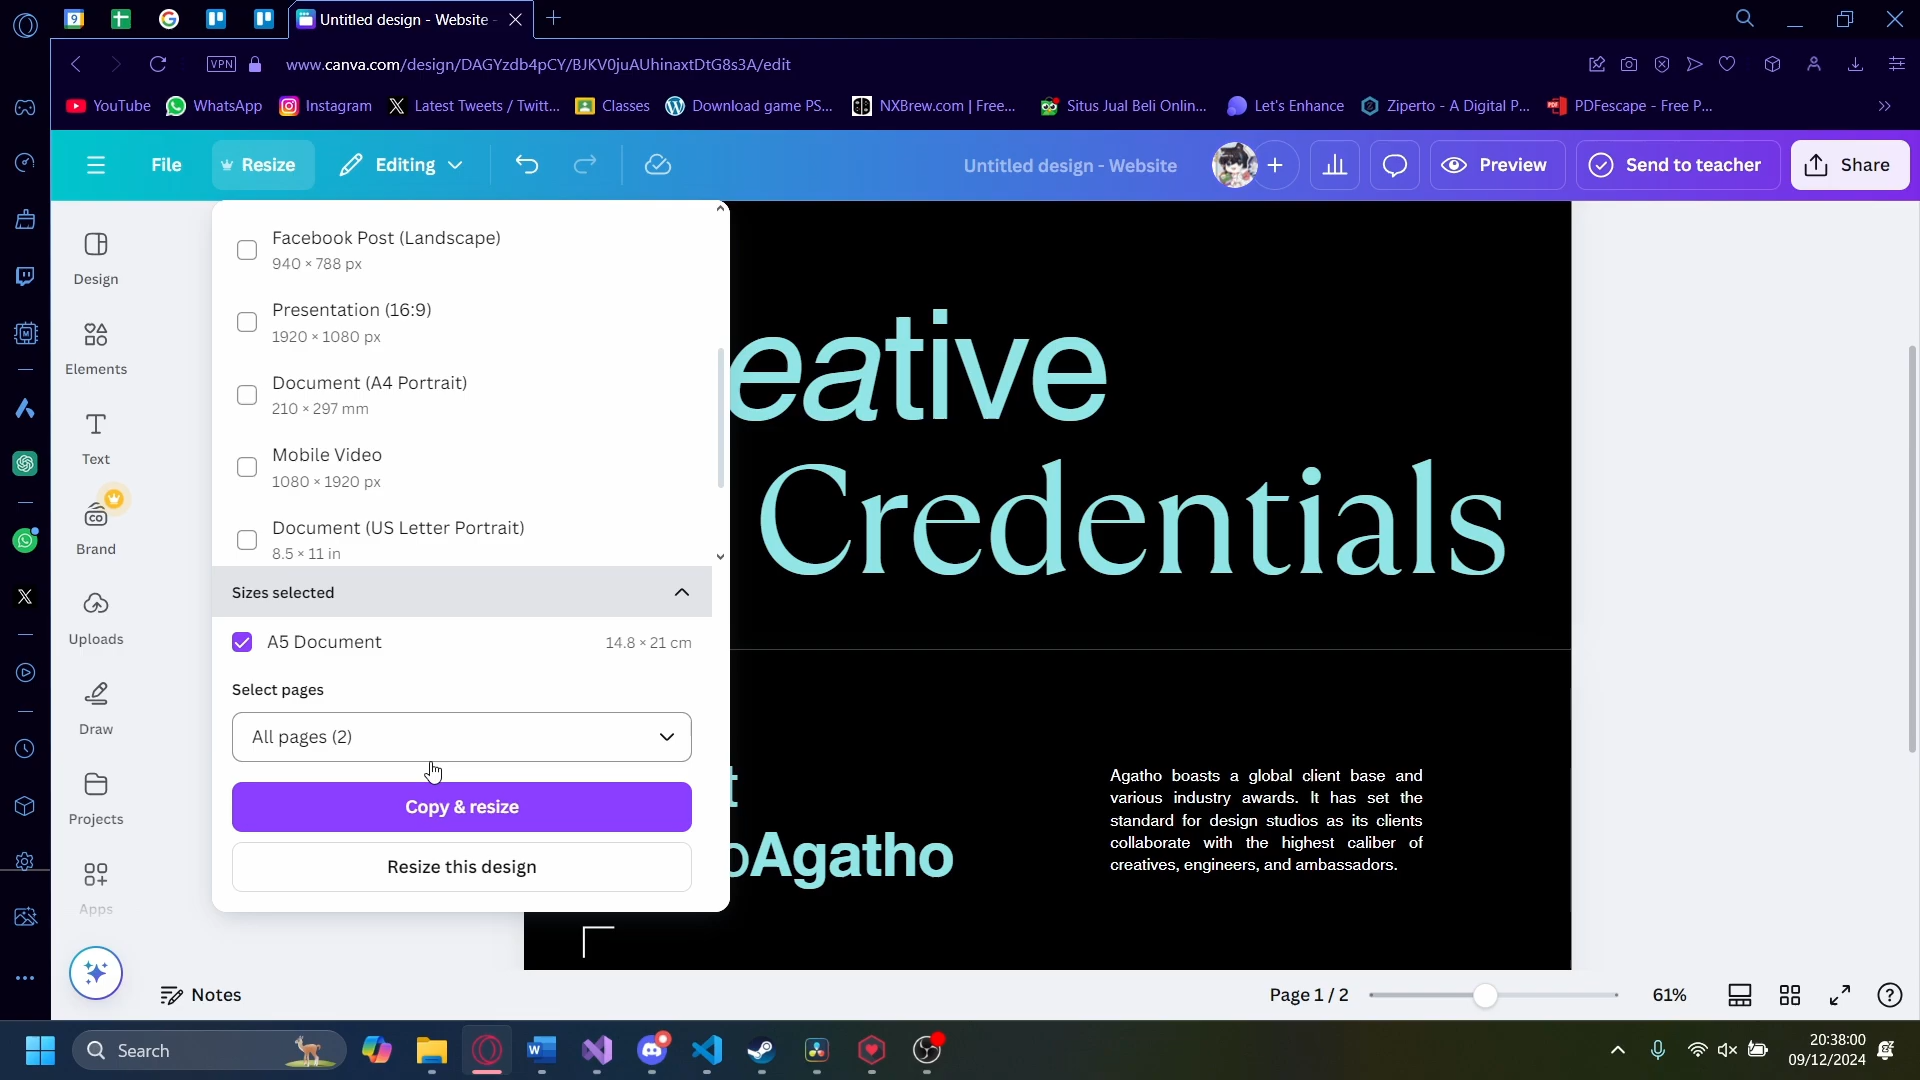 Untitled design - Website -
VPN
www.canva.com/design/DAGYzdb4pCY/BJKV0juAUhinaxtDtG8s3A/edit
YouTube
WhatsApp
Instagram
Latest Tweets / Twitt...
Classes
Download game PS...
NXBrew.com | Free...
Situs Jual Beli Onlin...
Let's Enhance
Ziperto - A Digital P...
PDFescape - Free P...
File
Resize
Editing
Untitled design - Website
Preview
Send to teacher
Share
Design
Elements
Text
Brand
Uploads
Draw
Projects
Apps
Facebook Post (Landscape)
940 × 788 px
Presentation (16:9)
1920 × 1080 px
Document (A4 Portrait)
210 × 297 mm
Mobile Video
1080 × 1920 px
Document (US Letter Portrait)
8.5 × 11 in
Sizes selected
A5 Document
14.8 × 21 cm
Select pages
All pages (2)
Copy & resize
Resize this design
eative
Credentials
t
oAgatho
Agatho boasts a global client base and
various industry awards. It has set the
standard for design studios as its clients
collaborate with the highest caliber of
creatives, engineers, and ambassadors.
Notes
Page 1 / 2
61%
Search
20:38:00
09/12/2024